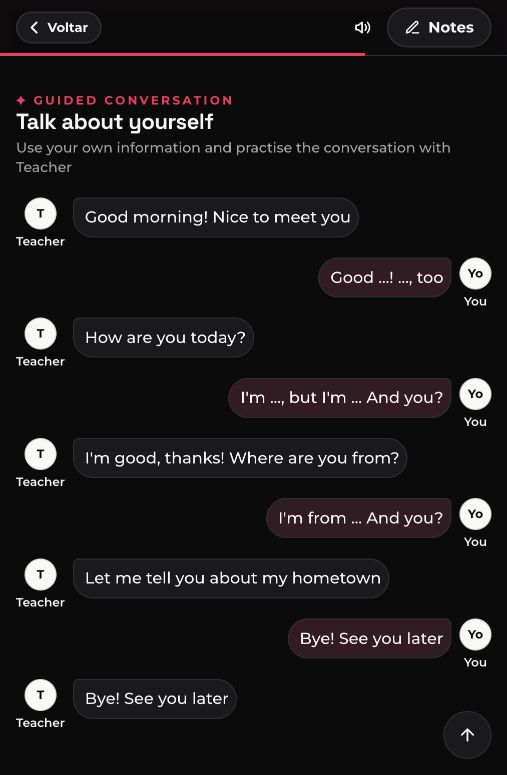 Voltar
Notes
GUIDED CONVERSATION
Talk about yourself
Use your own information and practise the conversation with
Teacher
T
Teacher
Good morning! Nice to meet you
Good ...! ..., too
Yo
You
T
Teacher
How are you today?
I'm ..., but I'm ... And you?
Yo
You
T
Teacher
I'm good, thanks! Where are you from?
I'm from ... And you?
Yo
You
T
Teacher
Let me tell you about my hometown
Bye! See you later
Yo
You
T
Teacher
Bye! See you later